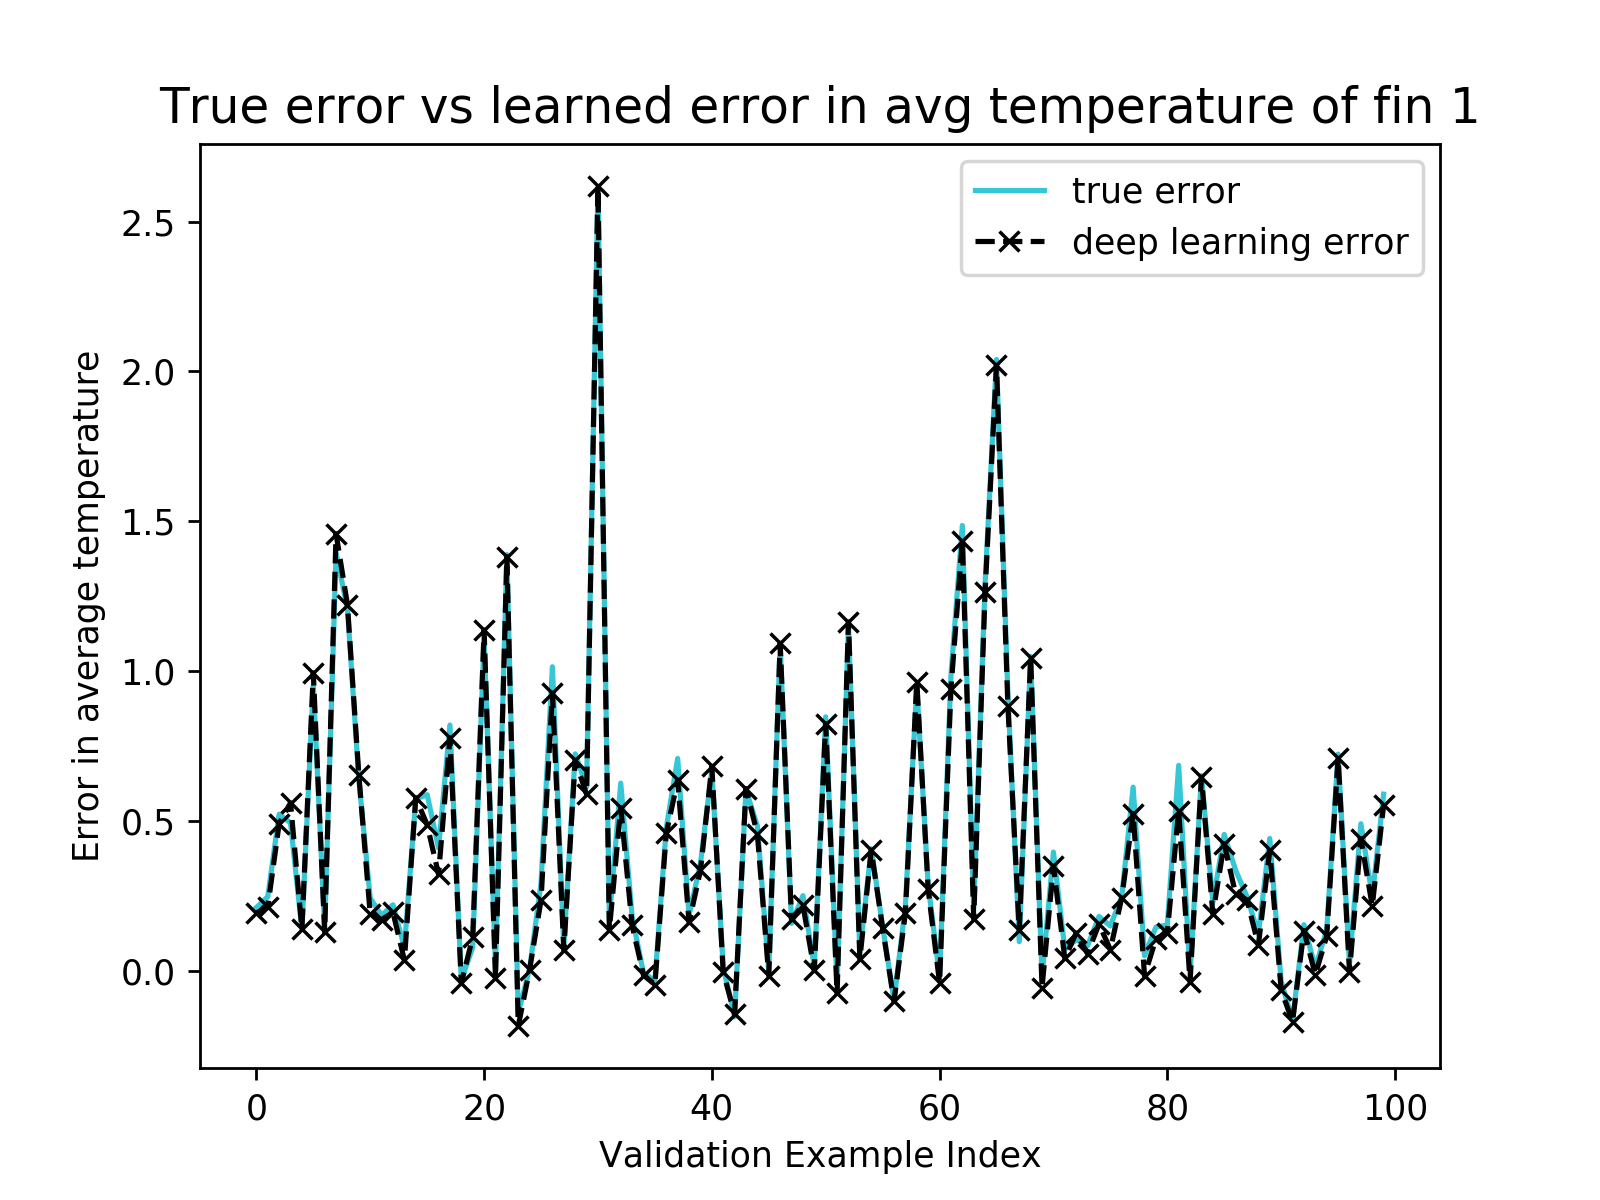 True error vs learned error in avg temperature of fin 1
true error
deep learning error
Error in average temperature
2.5
2.0
1.5
1.0
0.5
0.0
0 20 40 60 80 100
Validation Example Index